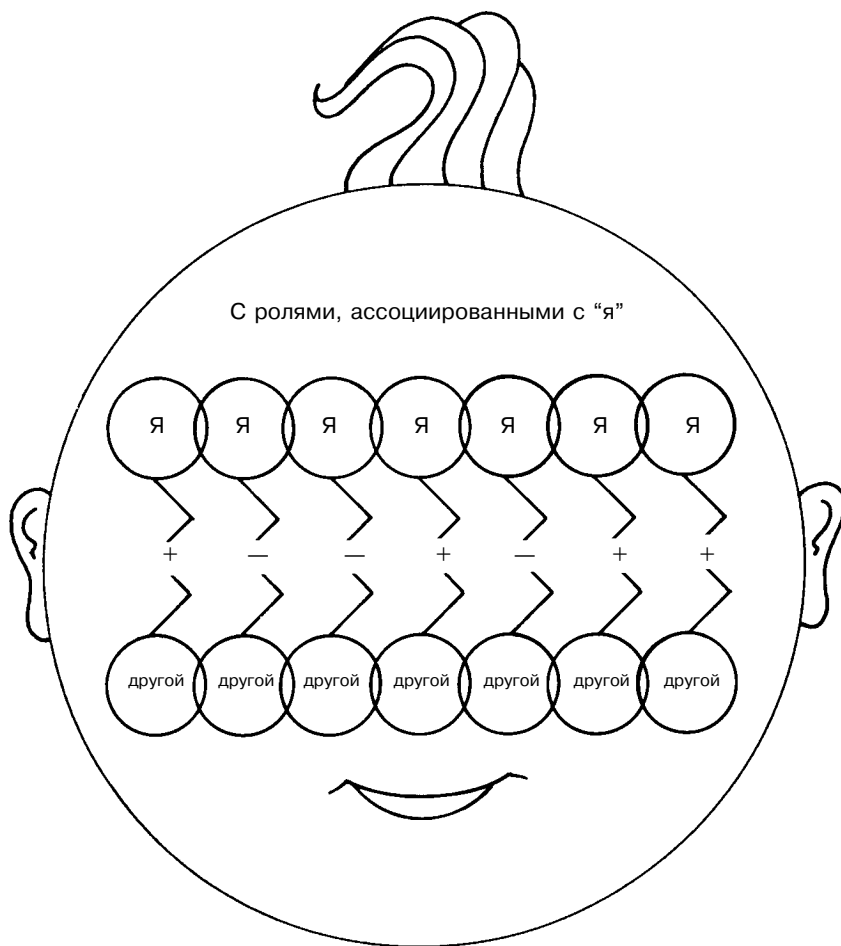 С ролями, ассоциированными с “я”
Я Я Я Я Я Я Я
+ — — + — + +
другой другой другой другой другой другой другой